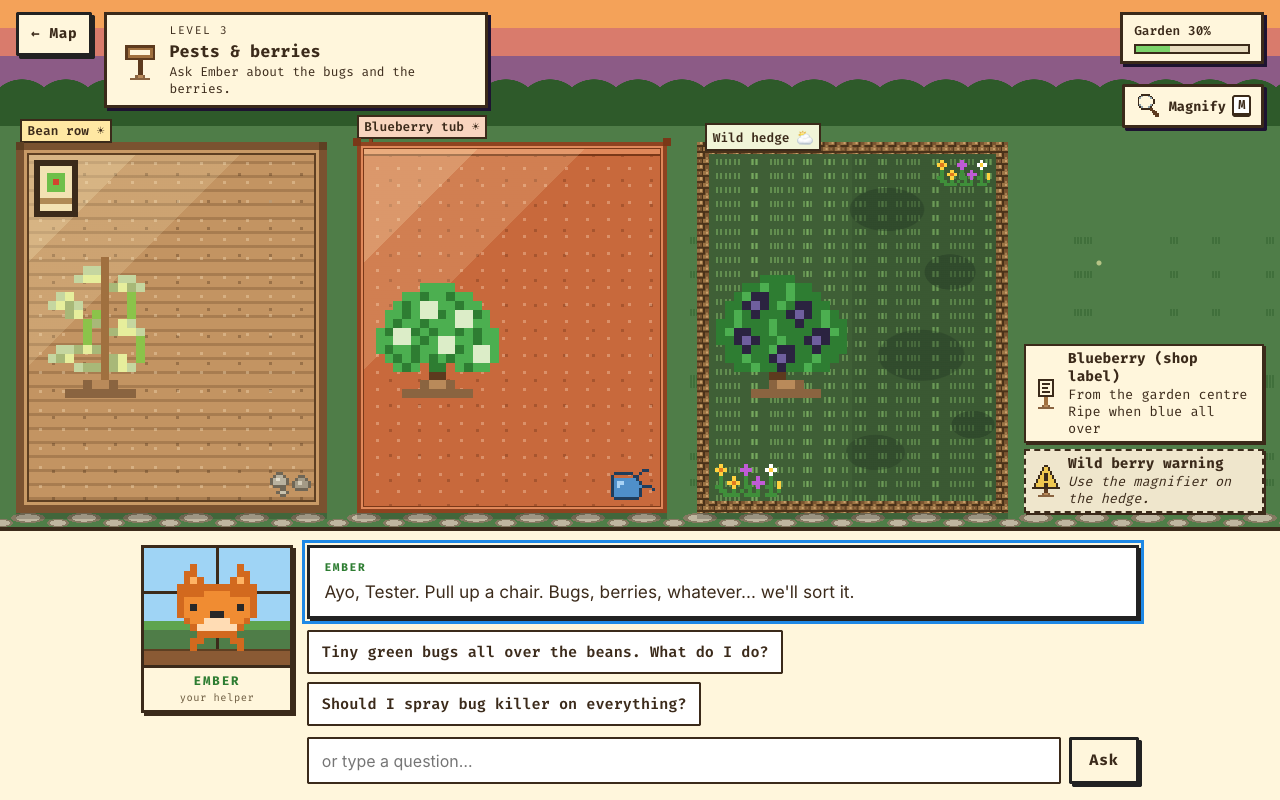 ← Map
LEVEL 3
Pests & berries
Ask Ember about the bugs and the
berries.
Garden 30%
Magnify M
Bean row ☀
Blueberry tub ☀
Wild hedge ⛅
Blueberry (shop
label)
From the garden centre
Ripe when blue all
over
Wild berry warning
Use the magnifier on
the hedge.
EMBER
Ayo, Tester. Pull up a chair. Bugs, berries, whatever... we'll sort it.
EMBER
your helper
Tiny green bugs all over the beans. What do I do?
Should I spray bug killer on everything?
or type a question...
Ask